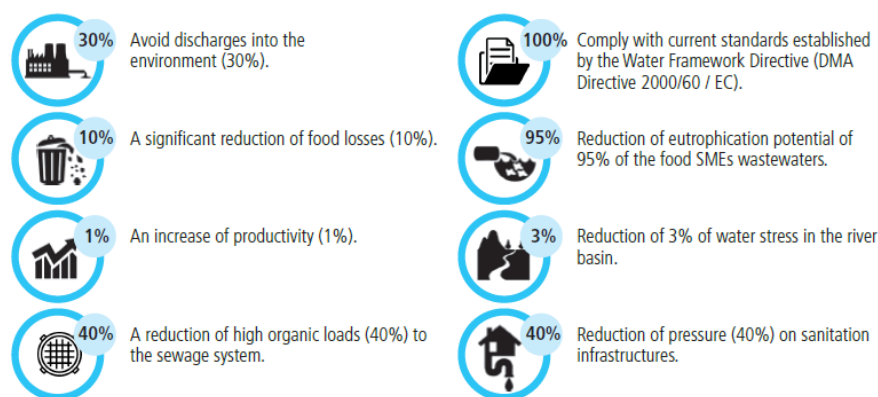 30%
Avoid discharges into the
environment (30%).
10%
A significant reduction of food losses (10%).
1%
An increase of productivity (1%).
40%
A reduction of high organic loads (40%) to
the sewage system.
100%
Comply with current standards established
by the Water Framework Directive (DMA
Directive 2000/60 / EC).
95%
Reduction of eutrophication potential of
95% of the food SMEs wastewaters.
3%
Reduction of 3% of water stress in the river
basin.
40%
Reduction of pressure (40%) on sanitation
infrastructures.